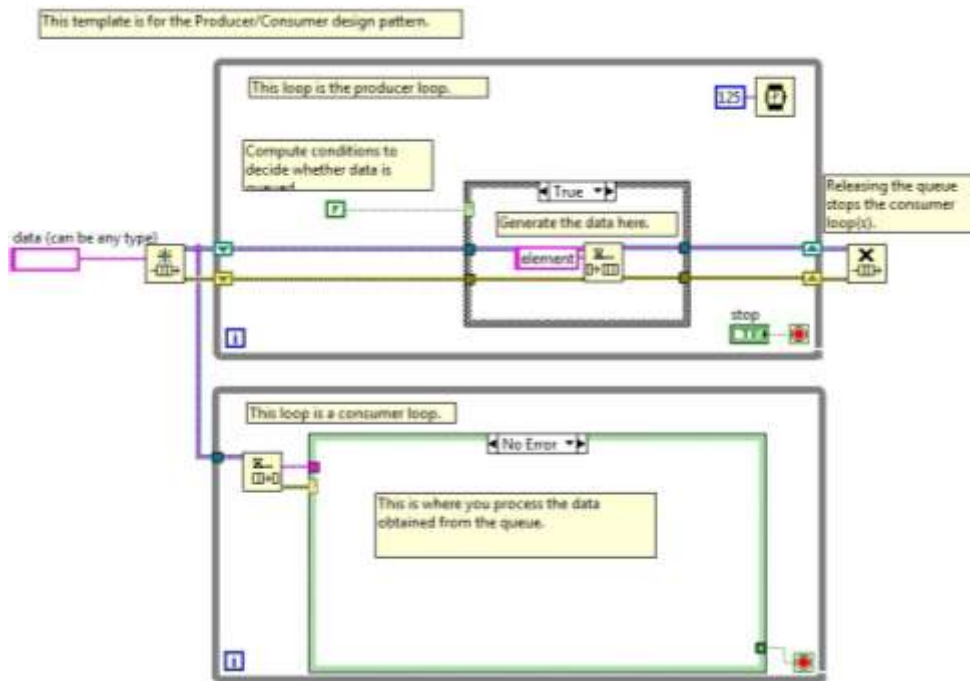 This template is for the Producer/Consumer design pattern.
This loop is the producer loop.
125
Compute conditions to
decide whether data is
queued
F
True
Releasing the queue
stops the consumer
loop(s).
Generate the data here.
data (can be any type)
element
stop
TF
i
This loop is a consumer loop.
No Error
This is where you process the data
obtained from the queue.
i